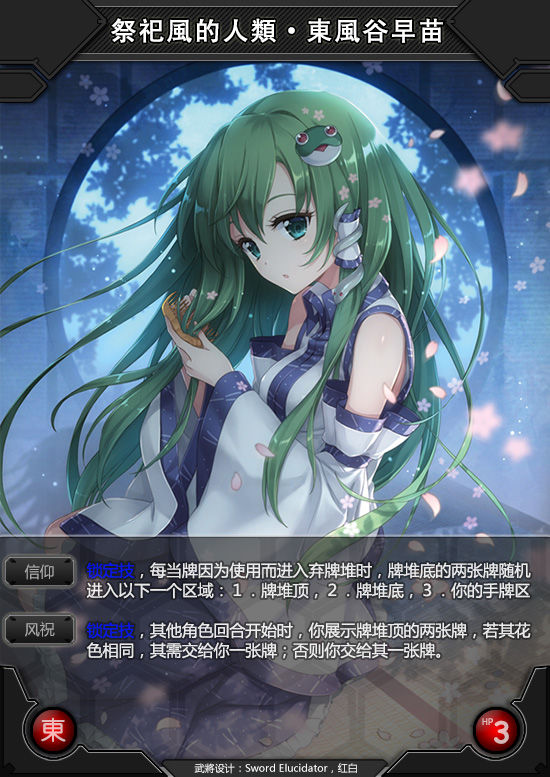 祭祀風的人類·東風谷早苗
信仰
锁定技，每当牌因为使用而进入弃牌堆时，牌堆底的两张牌随机
进入以下一个区域：１．牌堆顶，２．牌堆底，３．你的手牌区
风祝
锁定技，其他角色回合开始时，你展示牌堆顶的两张牌，若其花
色相同，其需交给你一张牌；否则你交给其一张牌。
東
HP 3
武將设计：Sword Elucidator，红白